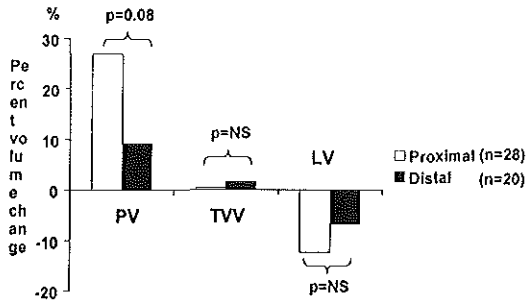 %
p=0.08
30
20
10
0
-10
-20
Pe
rc
en
t vo
lu
m e
ch
an
ge
PV
p=NS
TVV
LV
p=NS
Proximal (n=28)
Distal (n=20)